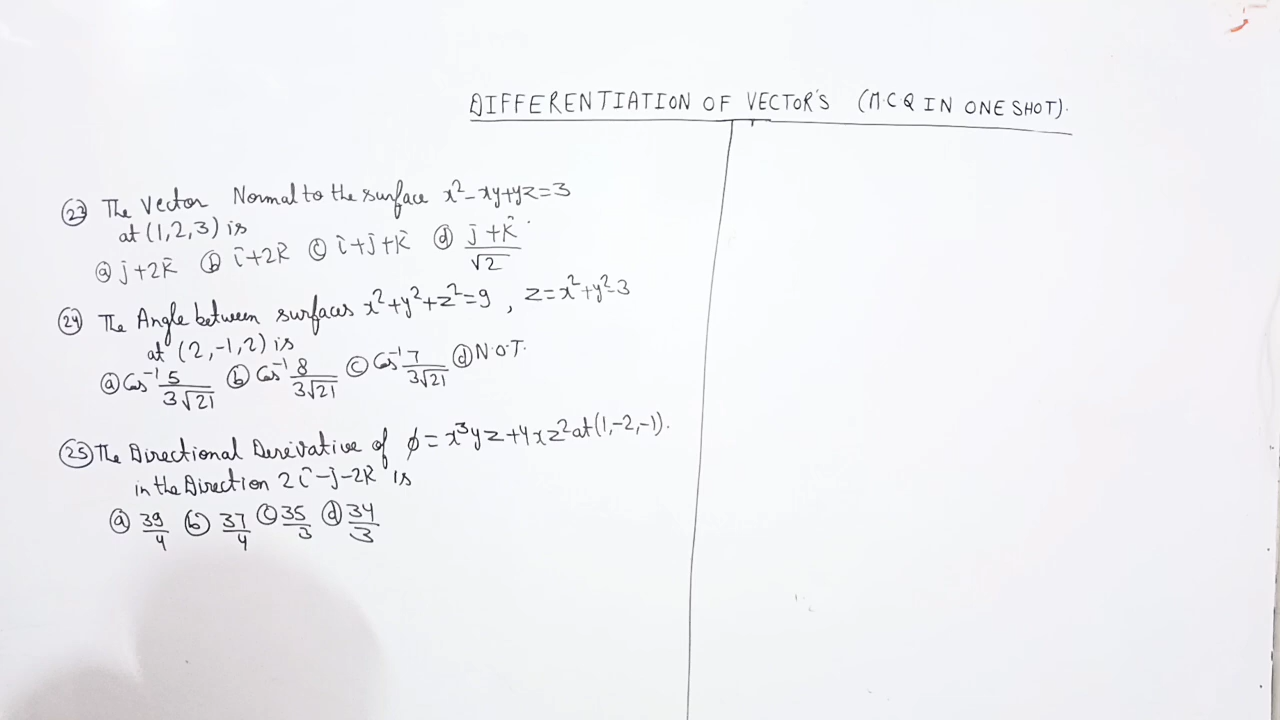 DIFFERENTIATION OF VECTOR'S (M.C.Q IN ONE SHOT).
(23) The Vector Normal to the surface x²-xy+yz=3
at (1,2,3) is
(a) j+2k̂ (b) î+2k̂ (c) î+ĵ+k̂ (d) (j+k̂)/√2
(24) The Angle between surfaces x²+y²+z²=9, z=x²+y²-3
at (2,-1,2) is
(a) Cos⁻¹ 5/(3√21) (b) Cos⁻¹ 8/(3√21) (c) Cos⁻¹ 7/(3√21) (d) N.O.T.
(25) The Directional Derivative of ϕ=x³yz+4xz² at (1,-2,-1).
in the Direction 2î-j-2k̂ is
(a) 39/4 (b) 37/4 (c) 35/3 (d) 34/3